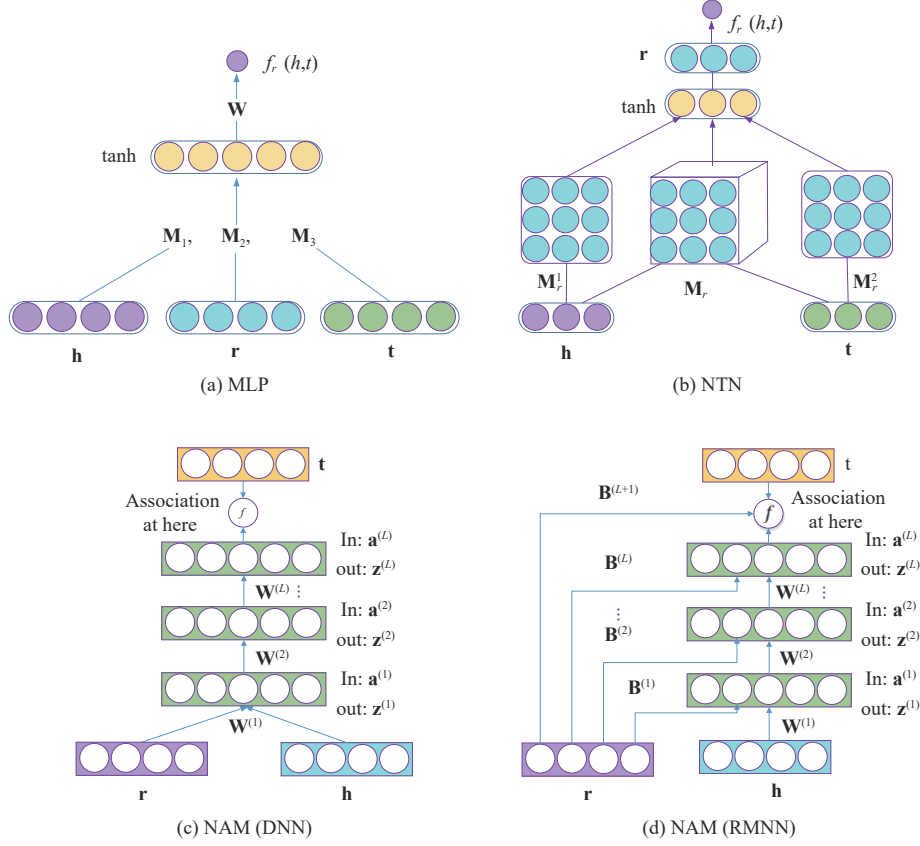 f_r (h,t)
W
tanh
M_1, M_2, M_3
h r t
(a) MLP
f_r (h,t)
r
tanh
M_r^1 M_r M_r^2
h t
(b) NTN
t
Association
at here
f
In: a^(L)
out: z^(L)
W^(L) ⋮
In: a^(2)
out: z^(2)
W^(2)
In: a^(1)
out: z^(1)
W^(1)
r h
(c) NAM (DNN)
t
B^(L+1)
Association
at here
f
In: a^(L)
B^(L)
out: z^(L)
W^(L) ⋮
In: a^(2)
⋮
B^(2)
out: z^(2)
W^(2)
In: a^(1)
B^(1)
out: z^(1)
W^(1)
r h
(d) NAM (RMNN)